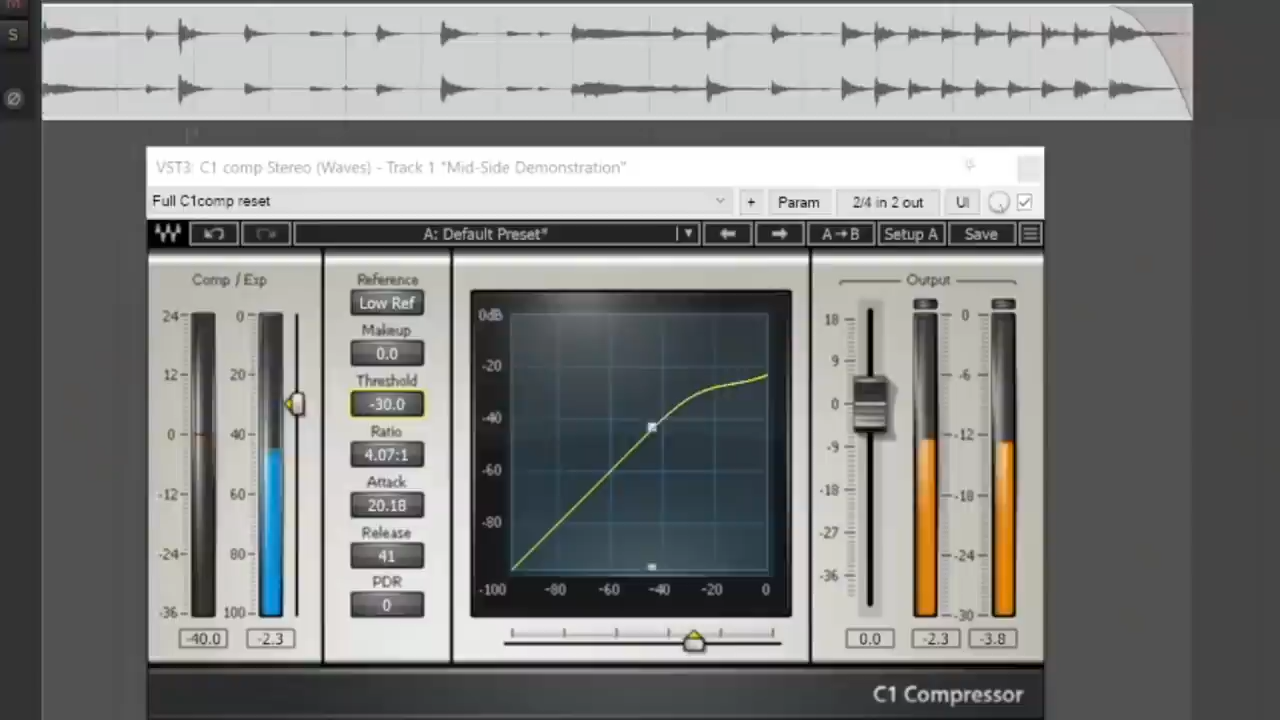 M
S
VST3: C1 comp Stereo (Waves) - Track 1 "Mid-Side Demonstration"
Full C1comp reset
+
Param
2/4 in 2 out
UI
A: Default Preset*
A→B
Setup A
Save
Comp / Exp
24
12
0
-12
-24
-36
-40.0
0
20
40
60
80
100
-2.3
Reference
Low Ref
Makeup
0.0
Threshold
-30.0
Ratio
4.07:1
Attack
20.18
Release
41
PDR
0
0dB
-20
-40
-60
-80
-100 -80 -60 -40 -20 0
Output
18
9
0
-9
-18
-27
-36
0.0
0
-6
-12
-18
-24
-30
-2.3
-3.8
C1 Compressor